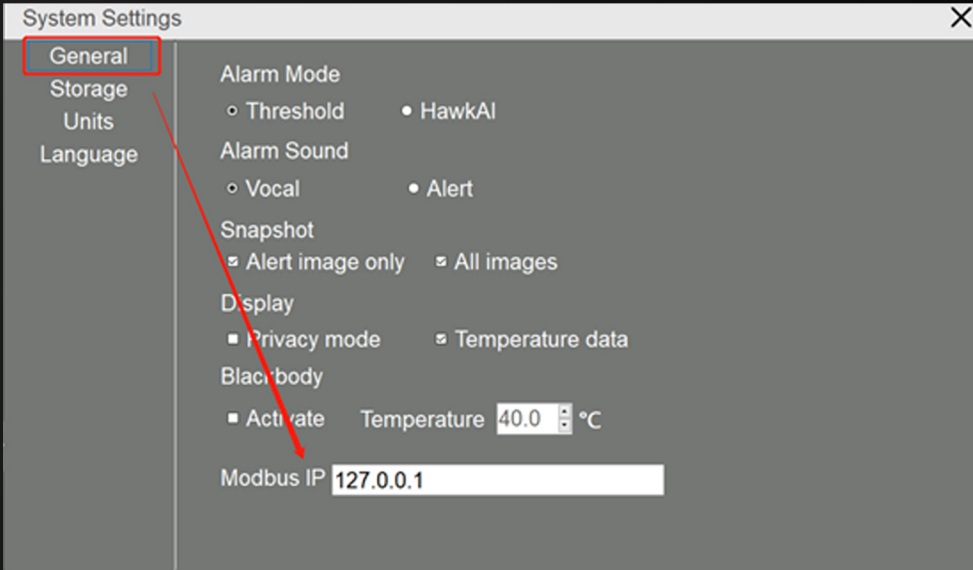 System Settings
General
Storage
Units
Language
Alarm Mode
Threshold HawkAI
Alarm Sound
Vocal Alert
Snapshot
Alert image only All images
Display
Privacy mode Temperature data
Blackbody
Activate Temperature 40.0 °C
Modbus IP 127.0.0.1